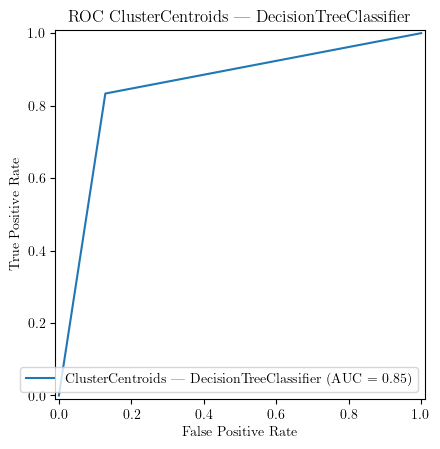 ROC ClusterCentroids — DecisionTreeClassifier
1.0
0.8
0.6
0.4
0.2
0.0
True Positive Rate
ClusterCentroids — DecisionTreeClassifier (AUC = 0.85)
0.0 0.2 0.4 0.6 0.8 1.0
False Positive Rate